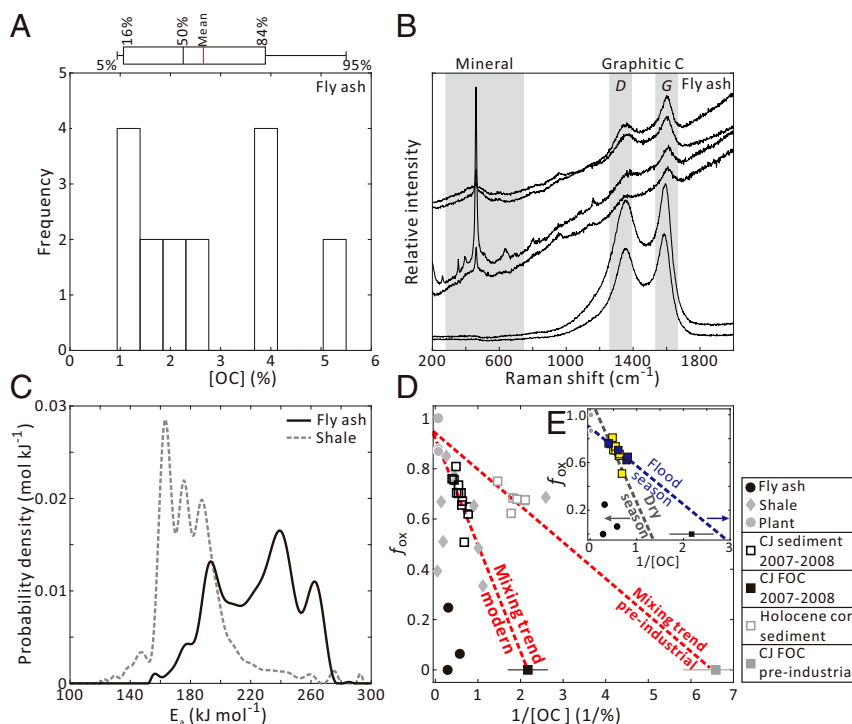 A
16%
50%
Mean
84%
5%
95%
Fly ash
5
4
3
2
1
0
Frequency
0
1
2
3
4
5
6
[OC] (%)
B
Mineral
Graphitic C
D
G
Fly ash
Relative intensity
200
600
1000
1400
1800
Raman shift (cm⁻¹)
C
0.03
0.02
0.01
0
Probability density (mol kJ⁻¹)
Fly ash
Shale
100
140
180
220
260
300
Eₐ (kJ mol⁻¹)
D
1
0.8
0.6
0.4
0.2
0
fox
Mixing trend
modern
Mixing trend
pre-industrial
0
1
2
3
4
5
6
7
1/[OC] (1/%)
E
1.0
0.8
0.4
0
fox
Flood
season
Dry
season
0
1
2
3
1/[OC]
Fly ash
Shale
Plant
CJ sediment
2007-2008
CJ FOC
2007-2008
Holocene core
sediment
CJ FOC
pre-industrial